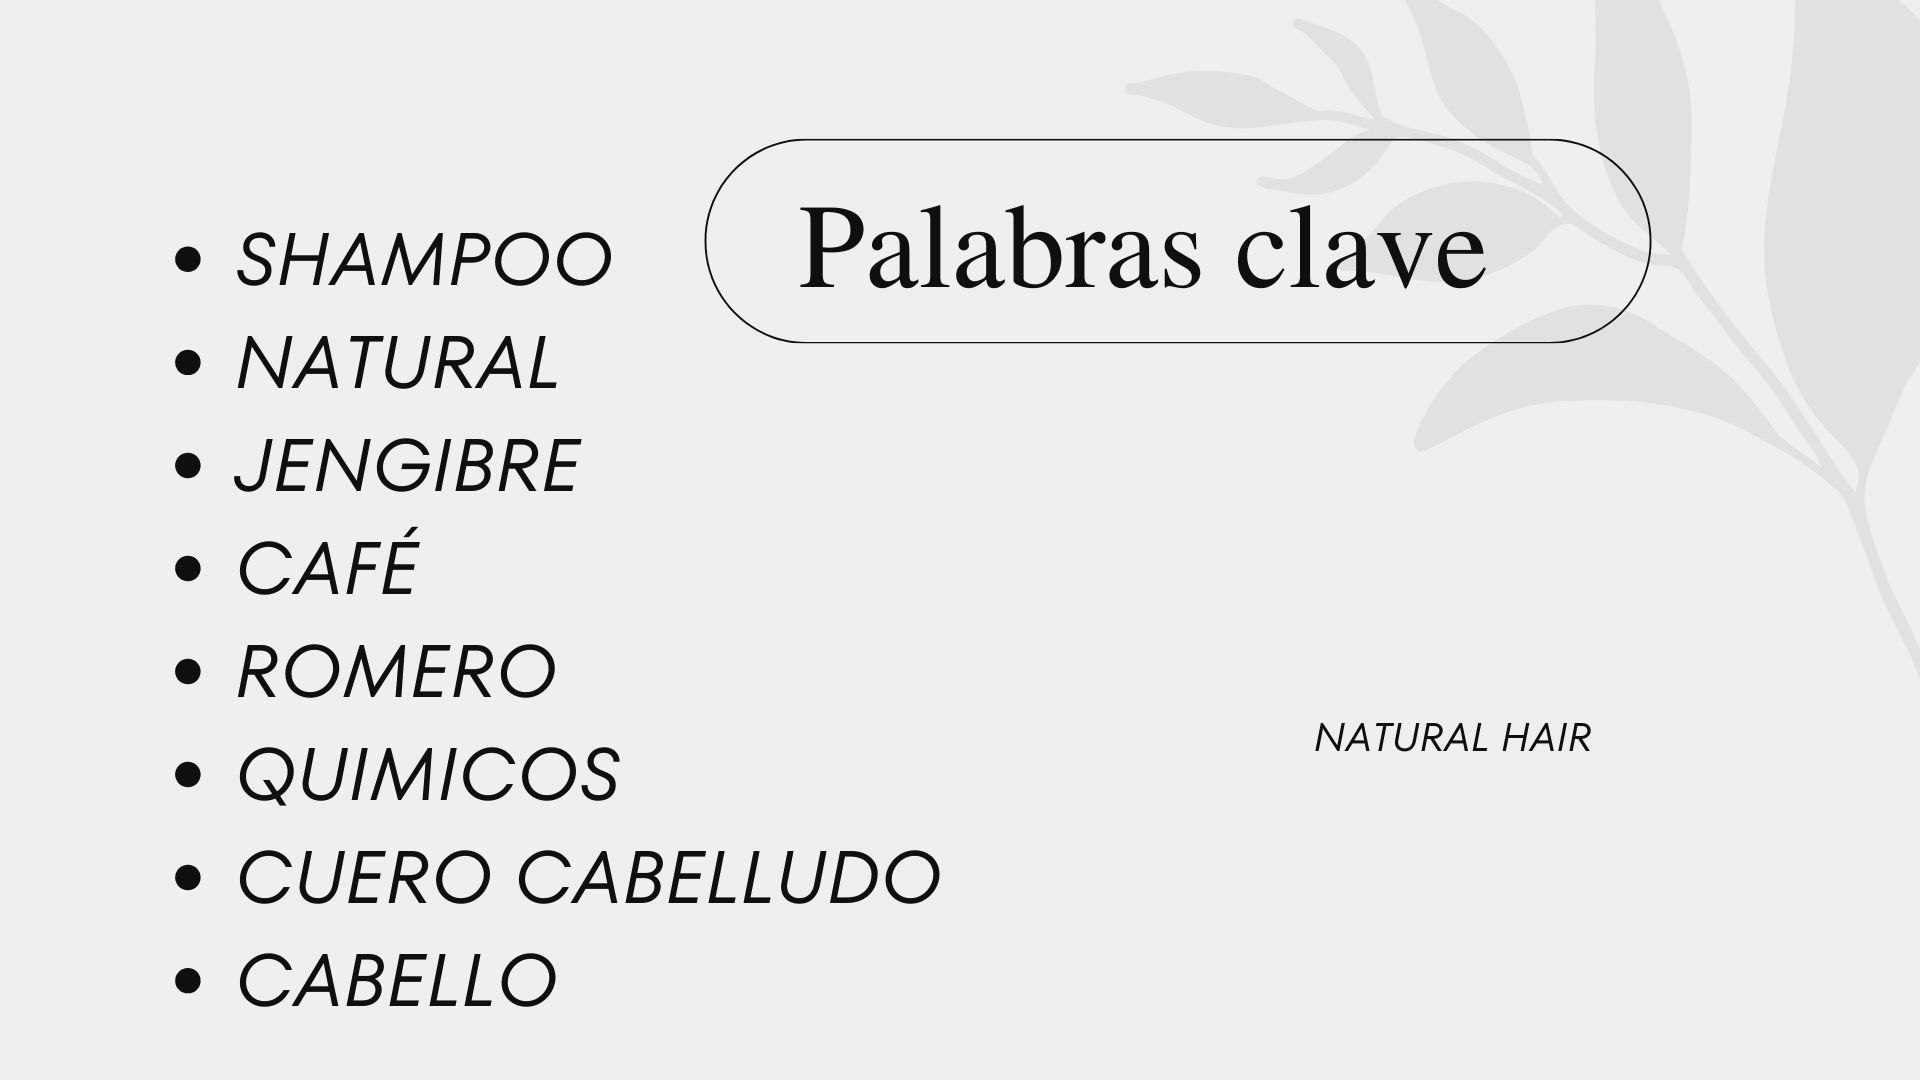 Palabras clave
• SHAMPOO
• NATURAL
• JENGIBRE
• CAFÉ
• ROMERO
• QUIMICOS
• CUERO CABELLUDO
• CABELLO
NATURAL HAIR